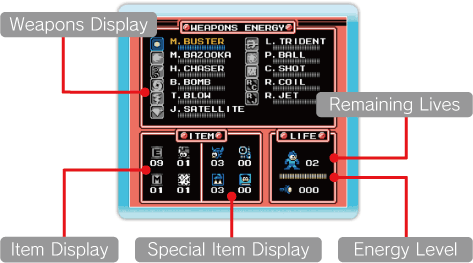 Weapons Display
WEAPONS ENERGY
M. BUSTER
M. BAZOOKA
H. CHASER
B. BOMB
T. BLOW
J. SATELLITE
L. TRIDENT
P. BALL
C. SHOT
R. COIL
R. JET
Remaining Lives
ITEM
LIFE
E
09 01 03 00
02
M
01 01 03 00
000
Item Display
Special Item Display
Energy Level